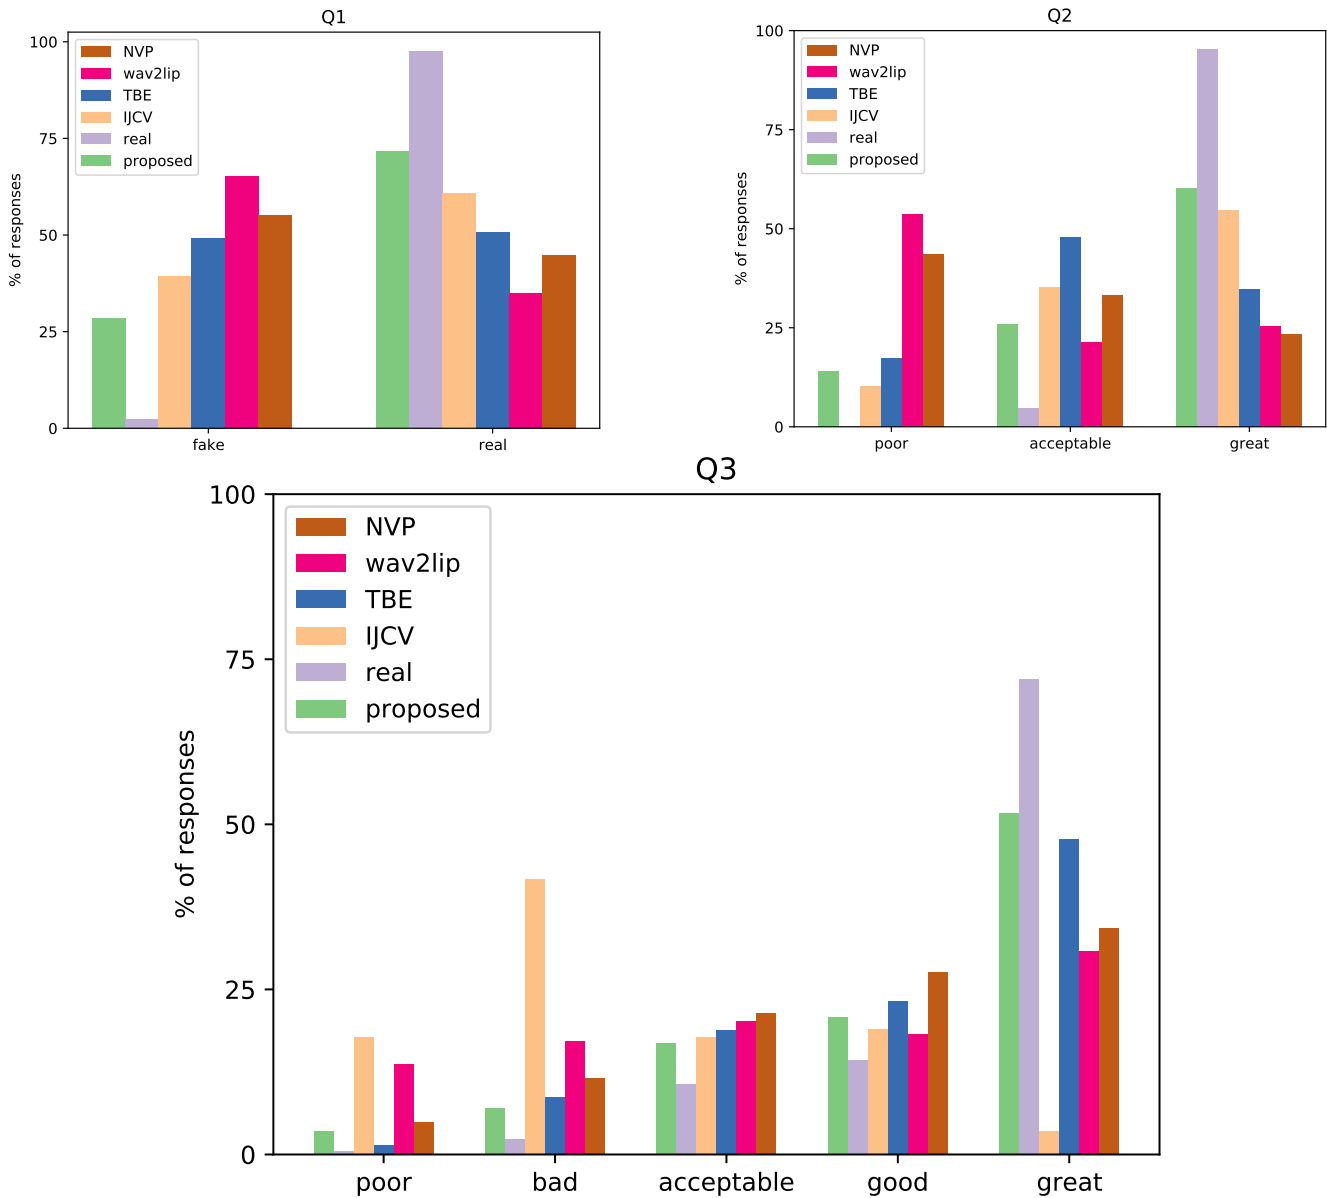 Q1
% of responses
100
75
50
25
0
NVP
wav2lip
TBE
IJCV
real
proposed
fake
real
Q2
% of responses
100
75
50
25
0
NVP
wav2lip
TBE
IJCV
real
proposed
poor
acceptable
great
Q3
% of responses
100
75
50
25
0
NVP
wav2lip
TBE
IJCV
real
proposed
poor
bad
acceptable
good
great